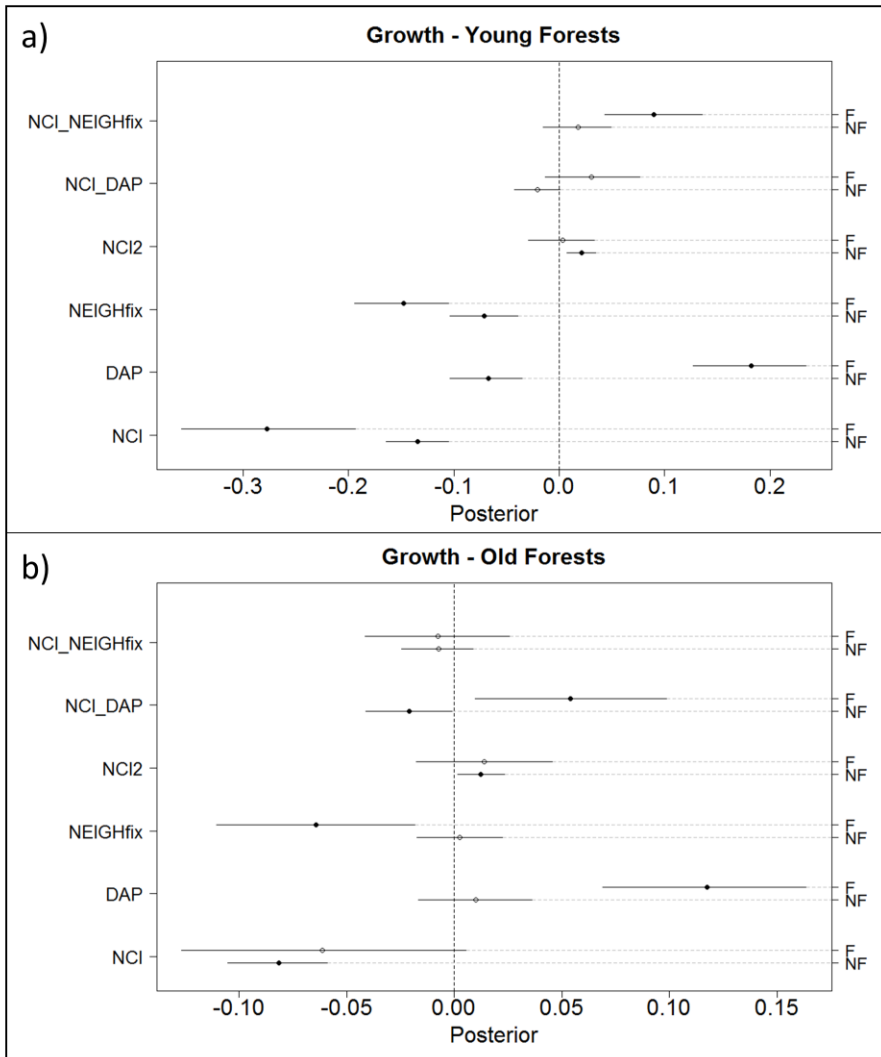 a)
Growth - Young Forests
NCI_NEIGHfix
F
NF
NCI_DAP
F
NF
NCI2
F
NF
NEIGHfix
F
NF
DAP
F
NF
NCI
F
NF
-0.3 -0.2 -0.1 0.0 0.1 0.2
Posterior
b)
Growth - Old Forests
NCI_NEIGHfix
F
NF
NCI_DAP
F
NF
NCI2
F
NF
NEIGHfix
F
NF
DAP
F
NF
NCI
F
NF
-0.10 -0.05 0.00 0.05 0.10 0.15
Posterior